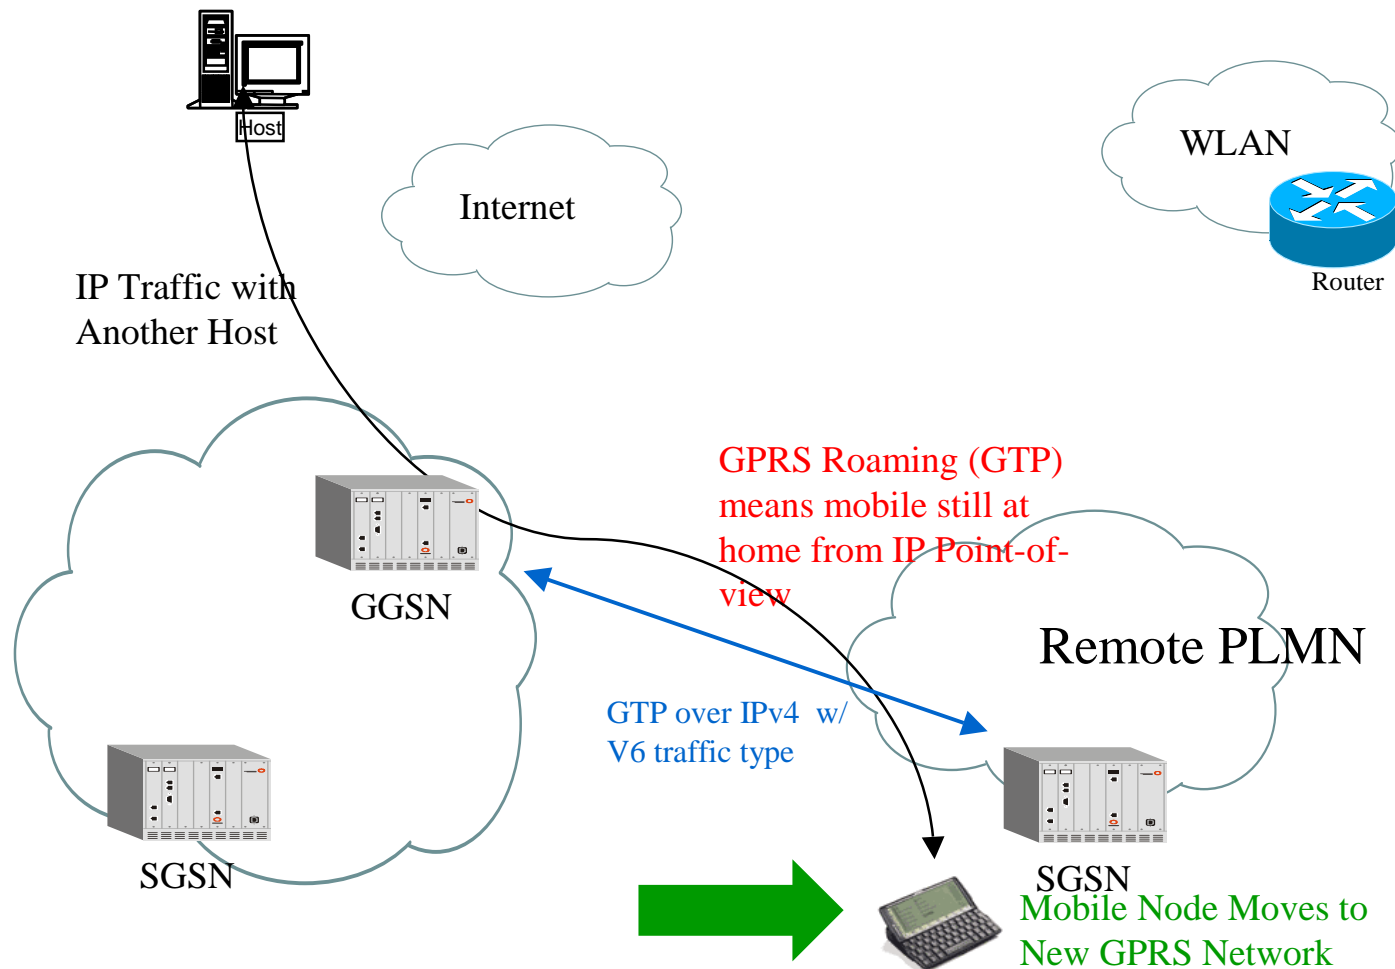 Host
WLAN
Internet
Router
IP Traffic with
Another Host
GPRS Roaming (GTP)
means mobile still at
home from IP Point-of-
view
GGSN
Remote PLMN
GTP over IPv4 w/
V6 traffic type
SGSN
SGSN
Mobile Node Moves to
New GPRS Network